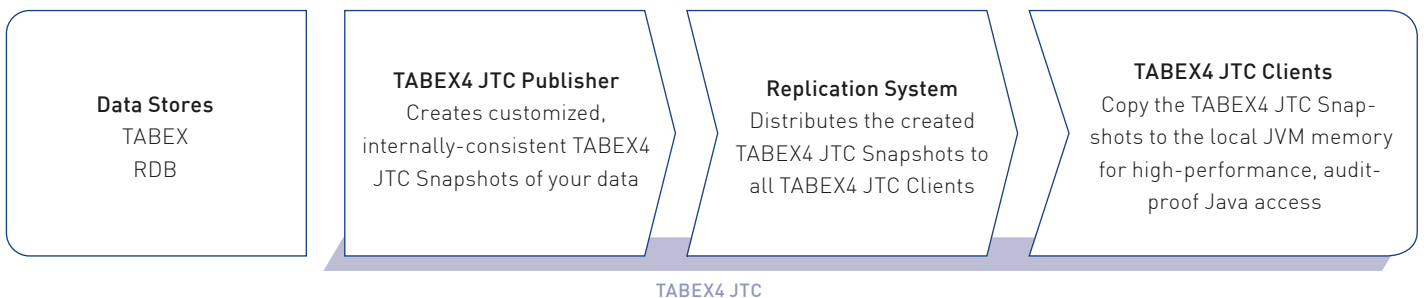 Data Stores
TABEX
RDB
TABEX4 JTC Publisher
Creates customized,
internally-consistent TABEX4
JTC Snapshots of your data
Replication System
Distributes the created
TABEX4 JTC Snapshots to
all TABEX4 JTC Clients
TABEX4 JTC Clients
Copy the TABEX4 JTC Snap-
shots to the local JVM memory
for high-performance, audit-
proof Java access
TABEX4 JTC